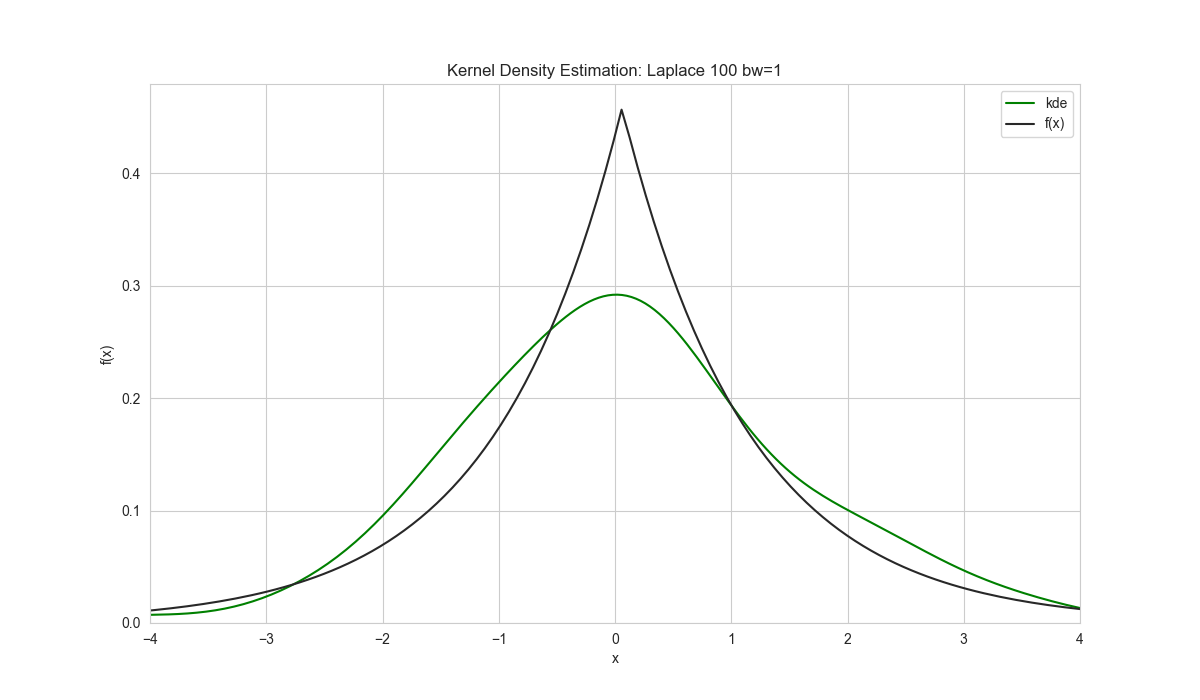 Kernel Density Estimation: Laplace 100 bw=1
kde
f(x)
f(x)
0.4
0.3
0.2
0.1
0.0
−4 −3 −2 −1 0 1 2 3 4
x